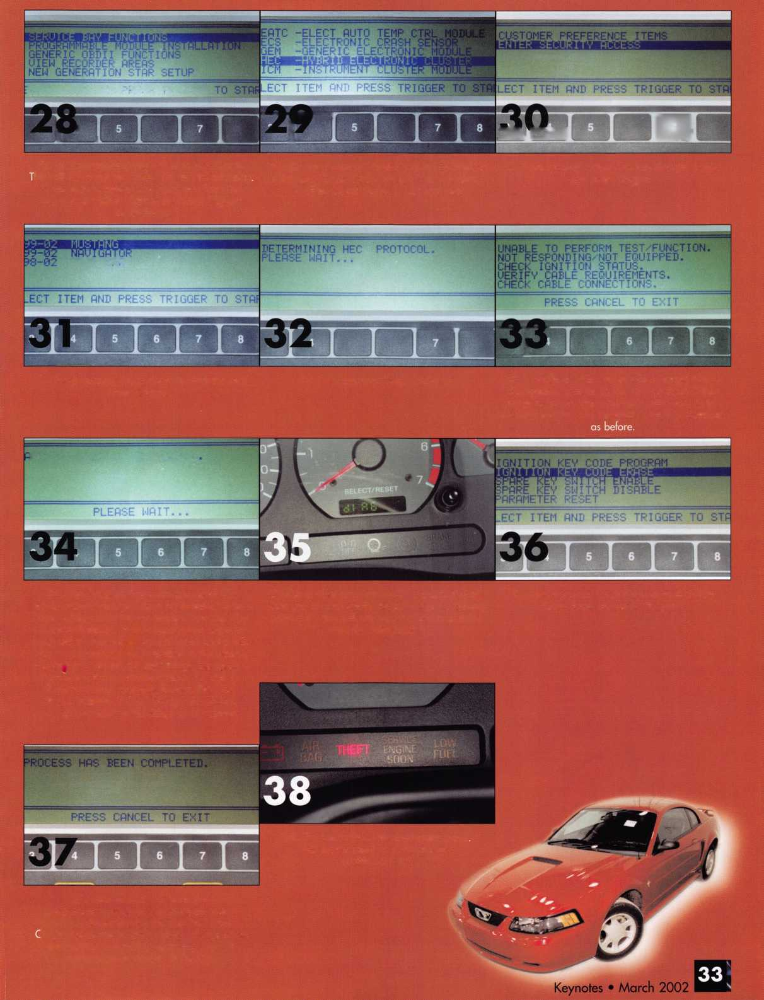 SERVICE BAY FUNCTIONS
PROGRAMMABLE MODULE INSTALLATION
GENERIC OBDII FUNCTIONS
VIEW RECORDER AREAS
NEW GENERATION STAR SETUP
TO STAR
28
5
7
EATC -ELECT AUTO TEMP CTRL MODULE
ECS -ELECTRONIC CRASH SENSOR
GEM -GENERIC ELECTRONIC MODULE
HEC -HYBRID ELECTRONIC CLUSTER
ICM -INSTRUMENT CLUSTER MODULE
LECT ITEM AND PRESS TRIGGER TO STAR
29
5
7
8
CUSTOMER PREFERENCE ITEMS
ENTER SECURITY ACCESS
LECT ITEM AND PRESS TRIGGER TO STA
30
5
T
99-02 MUSTANG
99-02 NAVIGATOR
98-02
LECT ITEM AND PRESS TRIGGER TO STAR
31
4
5
6
7
8
DETERMINING HEC PROTOCOL.
PLEASE WAIT...
32
4
7
UNABLE TO PERFORM TEST/FUNCTION.
NOT RESPONDING/NOT EQUIPPED.
CHECK IGNITION STATUS.
VERIFY CABLE REQUIREMENTS.
CHECK CABLE CONNECTIONS.
PRESS CANCEL TO EXIT
33
4
6
7
8
as before.
PLEASE WAIT...
34
5
6
7
8
1
6
7
SELECT/RESET
35
BRAKE
IGNITION KEY CODE PROGRAM
IGNITION KEY CODE ERASE
SPARE KEY SWITCH ENABLE
SPARE KEY SWITCH DISABLE
PARAMETER RESET
LECT ITEM AND PRESS TRIGGER TO STA
36
5
6
7
8
AIR
BAG
THEFT
SERVICE
ENGINE
SOON
LOW
FUEL
38
PROCESS HAS BEEN COMPLETED.
PRESS CANCEL TO EXIT
37
3
4
5
6
7
8
C
Keynotes • March 2002 33